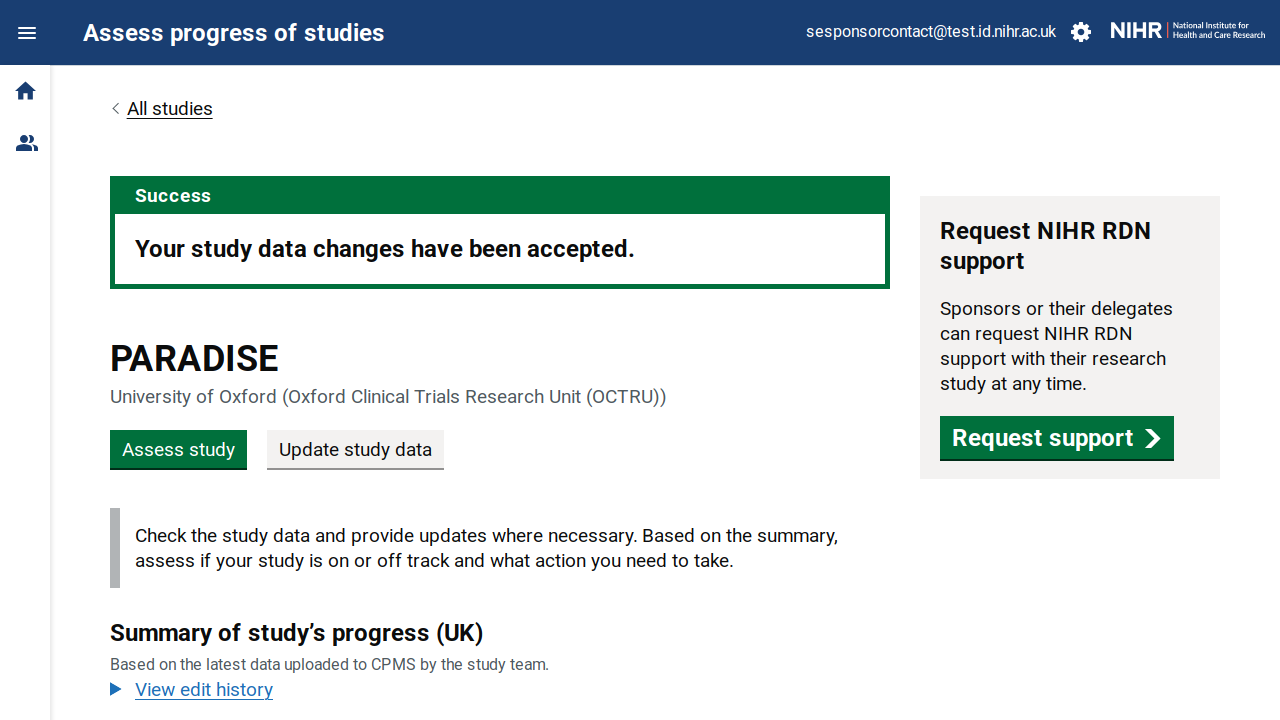 Assess progress of studies
sesponsorcontact@test.id.nihr.ac.uk
NIHR | National Institute for
Health and Care Research
All studies
Success
Your study data changes have been accepted.
PARADISE
University of Oxford (Oxford Clinical Trials Research Unit (OCTRU))
Assess study
Update study data
Check the study data and provide updates where necessary. Based on the summary,
assess if your study is on or off track and what action you need to take.
Summary of study’s progress (UK)
Based on the latest data uploaded to CPMS by the study team.
View edit history
Request NIHR RDN
support
Sponsors or their delegates
can request NIHR RDN
support with their research
study at any time.
Request support